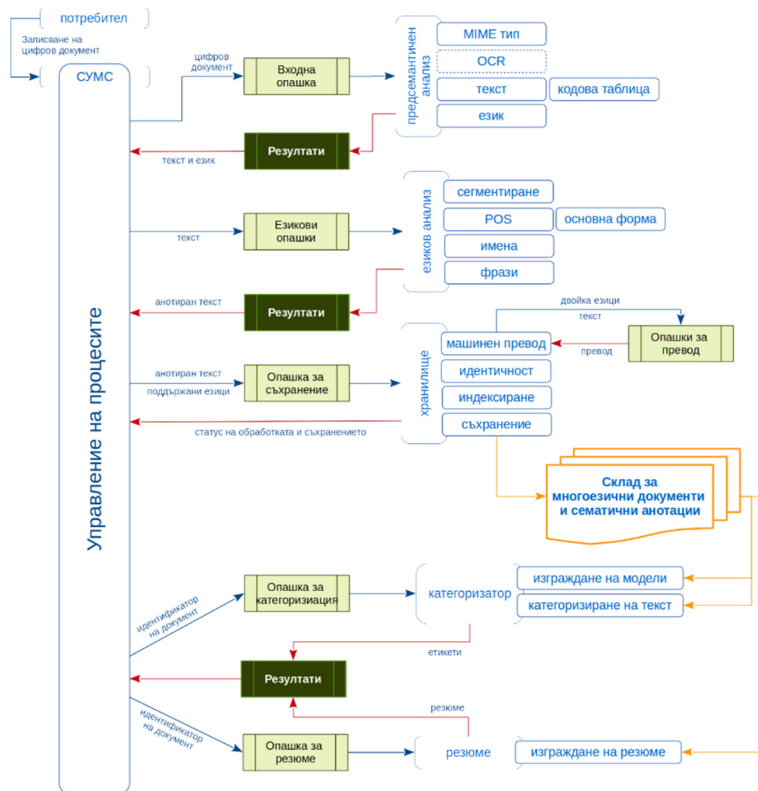 потребител
Записване на
цифров документ
СУМС
Управление на процесите
цифров
документ
Входна
опашка
предсемантичен
анализ
MIME тип
OCR
текст
кодова таблица
език
Резултати
текст и език
езиков анализ
сегментиране
POS
основна форма
имена
фрази
Езикови
опашки
текст
Резултати
анотиран текст
двойка езици
текст
Опашки за
превод
превод
хранилище
машинен превод
идентичност
индексиране
съхранение
анотиран текст
поддържани езици
Опашка за
съхранение
статус на обработката и съхранението
Склад за
многоезични документи
и сематични анотации
Опашка за
категоризиация
категоризатор
изграждане на модели
категоризиране на текст
идентификатор
на документ
етикети
Резултати
резюме
идентификатор
на документ
Опашка за
резюме
резюме
изграждане на резюме